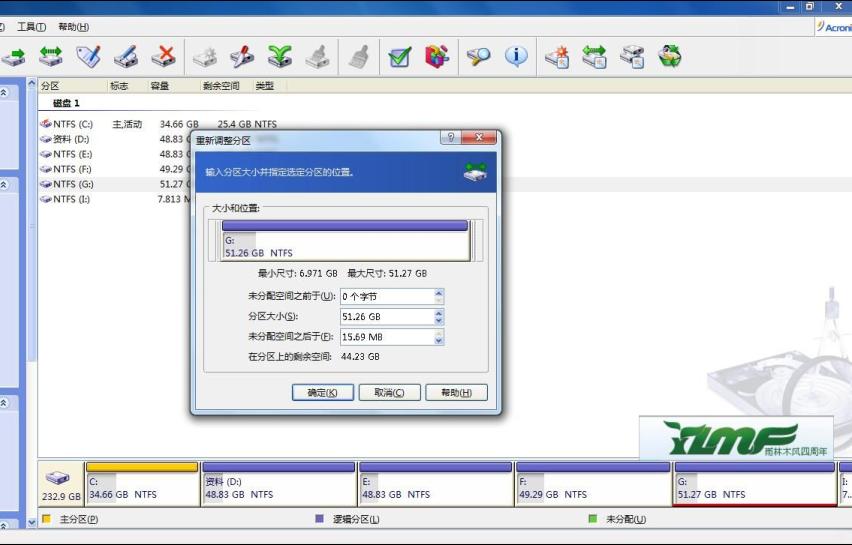 工具(T) 帮助(H)
Acroni
分区 标志 容量 剩余空间 类型
磁盘 1
NTFS (C:) 主,活动 34.66 GB 25.4 GB NTFS
资料 (D:) 48.83
NTFS (E:) 48.83
NTFS (F:) 49.29 G
NTFS (G:) 51.27
NTFS (I:) 7.813 M
重新调整分区
输入分区大小并指定选定分区的位置。
大小和位置:
G:
51.26 GB NTFS
最小尺寸: 6.971 GB 最大尺寸: 51.27 GB
未分配空间之前于(U): 0 个字节
分区大小(S): 51.26 GB
未分配空间之后于(F): 15.69 MB
在分区上的剩余空间: 44.23 GB
确定(K) 取消(C) 帮助(H)
YLMF
雨林木风四周年
232.9 GB
C:
34.66 GB NTFS
资料 (D:)
48.83 GB NTFS
E:
48.83 GB NTFS
F:
49.29 GB NTFS
G:
51.27 GB NTFS
I:
7..
主分区(P) 逻辑分区(L) 未分配(U)